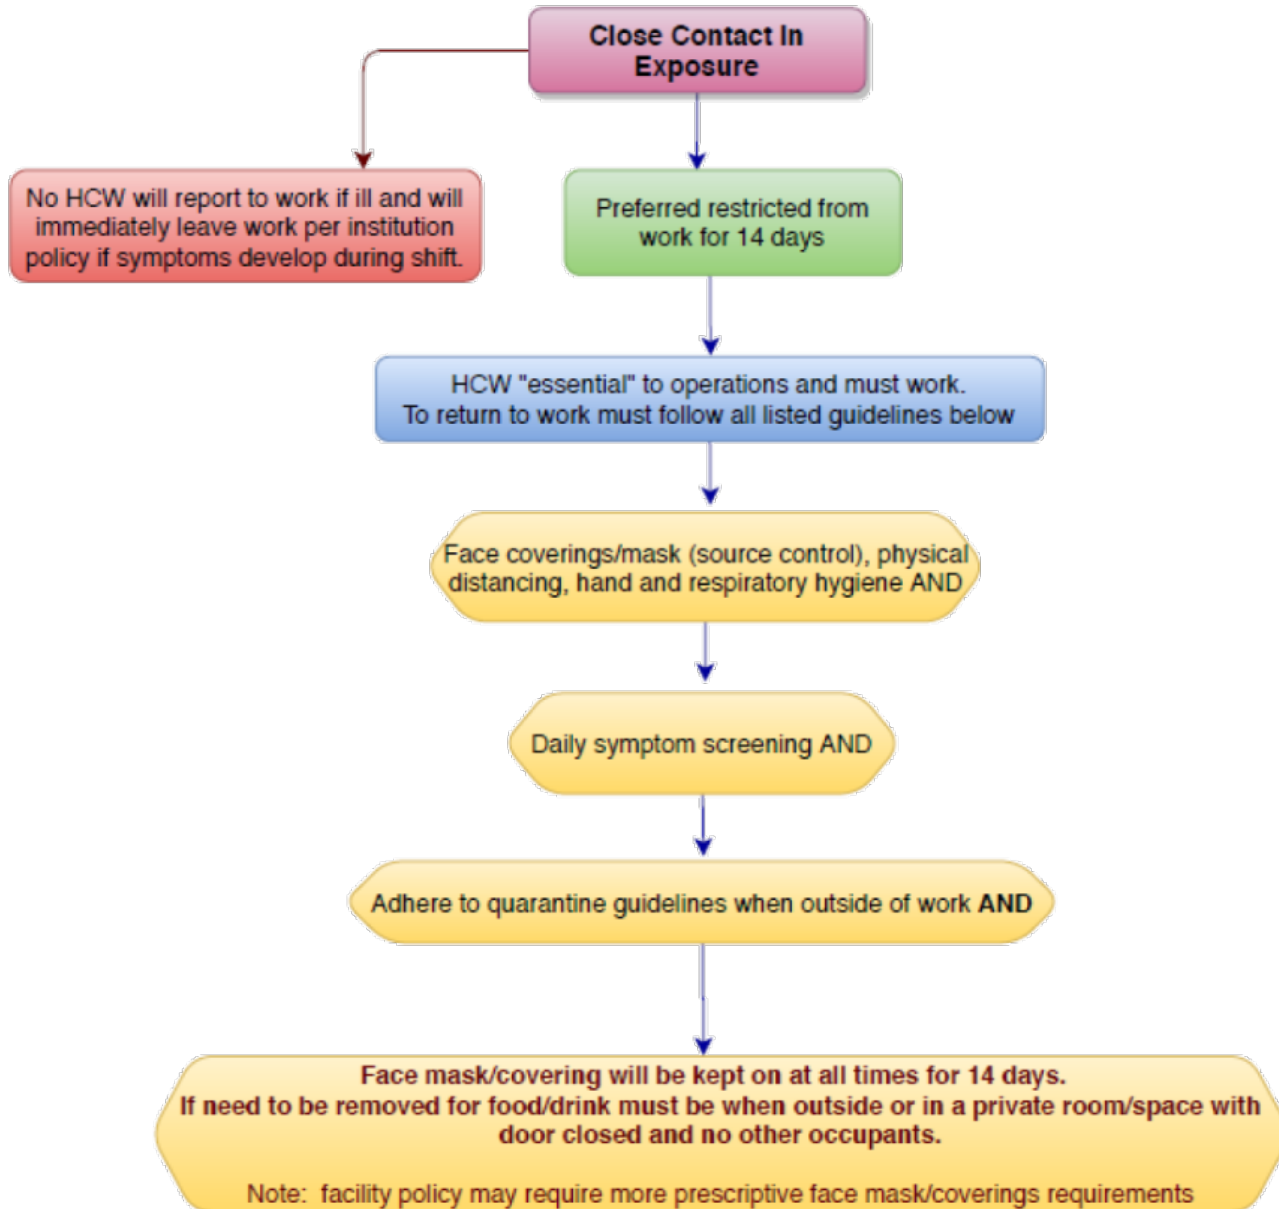 Close Contact In
Exposure
No HCW will report to work if ill and will
immediately leave work per institution
policy if symptoms develop during shift.
Preferred restricted from
work for 14 days
HCW "essential" to operations and must work.
To return to work must follow all listed guidelines below
Face coverings/mask (source control), physical
distancing, hand and respiratory hygiene AND
Daily symptom screening AND
Adhere to quarantine guidelines when outside of work AND
Face mask/covering will be kept on at all times for 14 days.
If need to be removed for food/drink must be when outside or in a private room/space with
door closed and no other occupants.
Note: facility policy may require more prescriptive face mask/coverings requirements